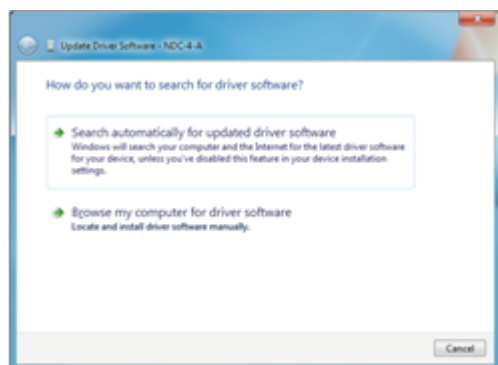 Update Driver Software - NDC-4-A
How do you want to search for driver software?
Search automatically for updated driver software
Windows will search your computer and the Internet for the latest driver software
for your device, unless you've disabled this feature in your device installation
settings.
Browse my computer for driver software
Locate and install driver software manually.
Cancel